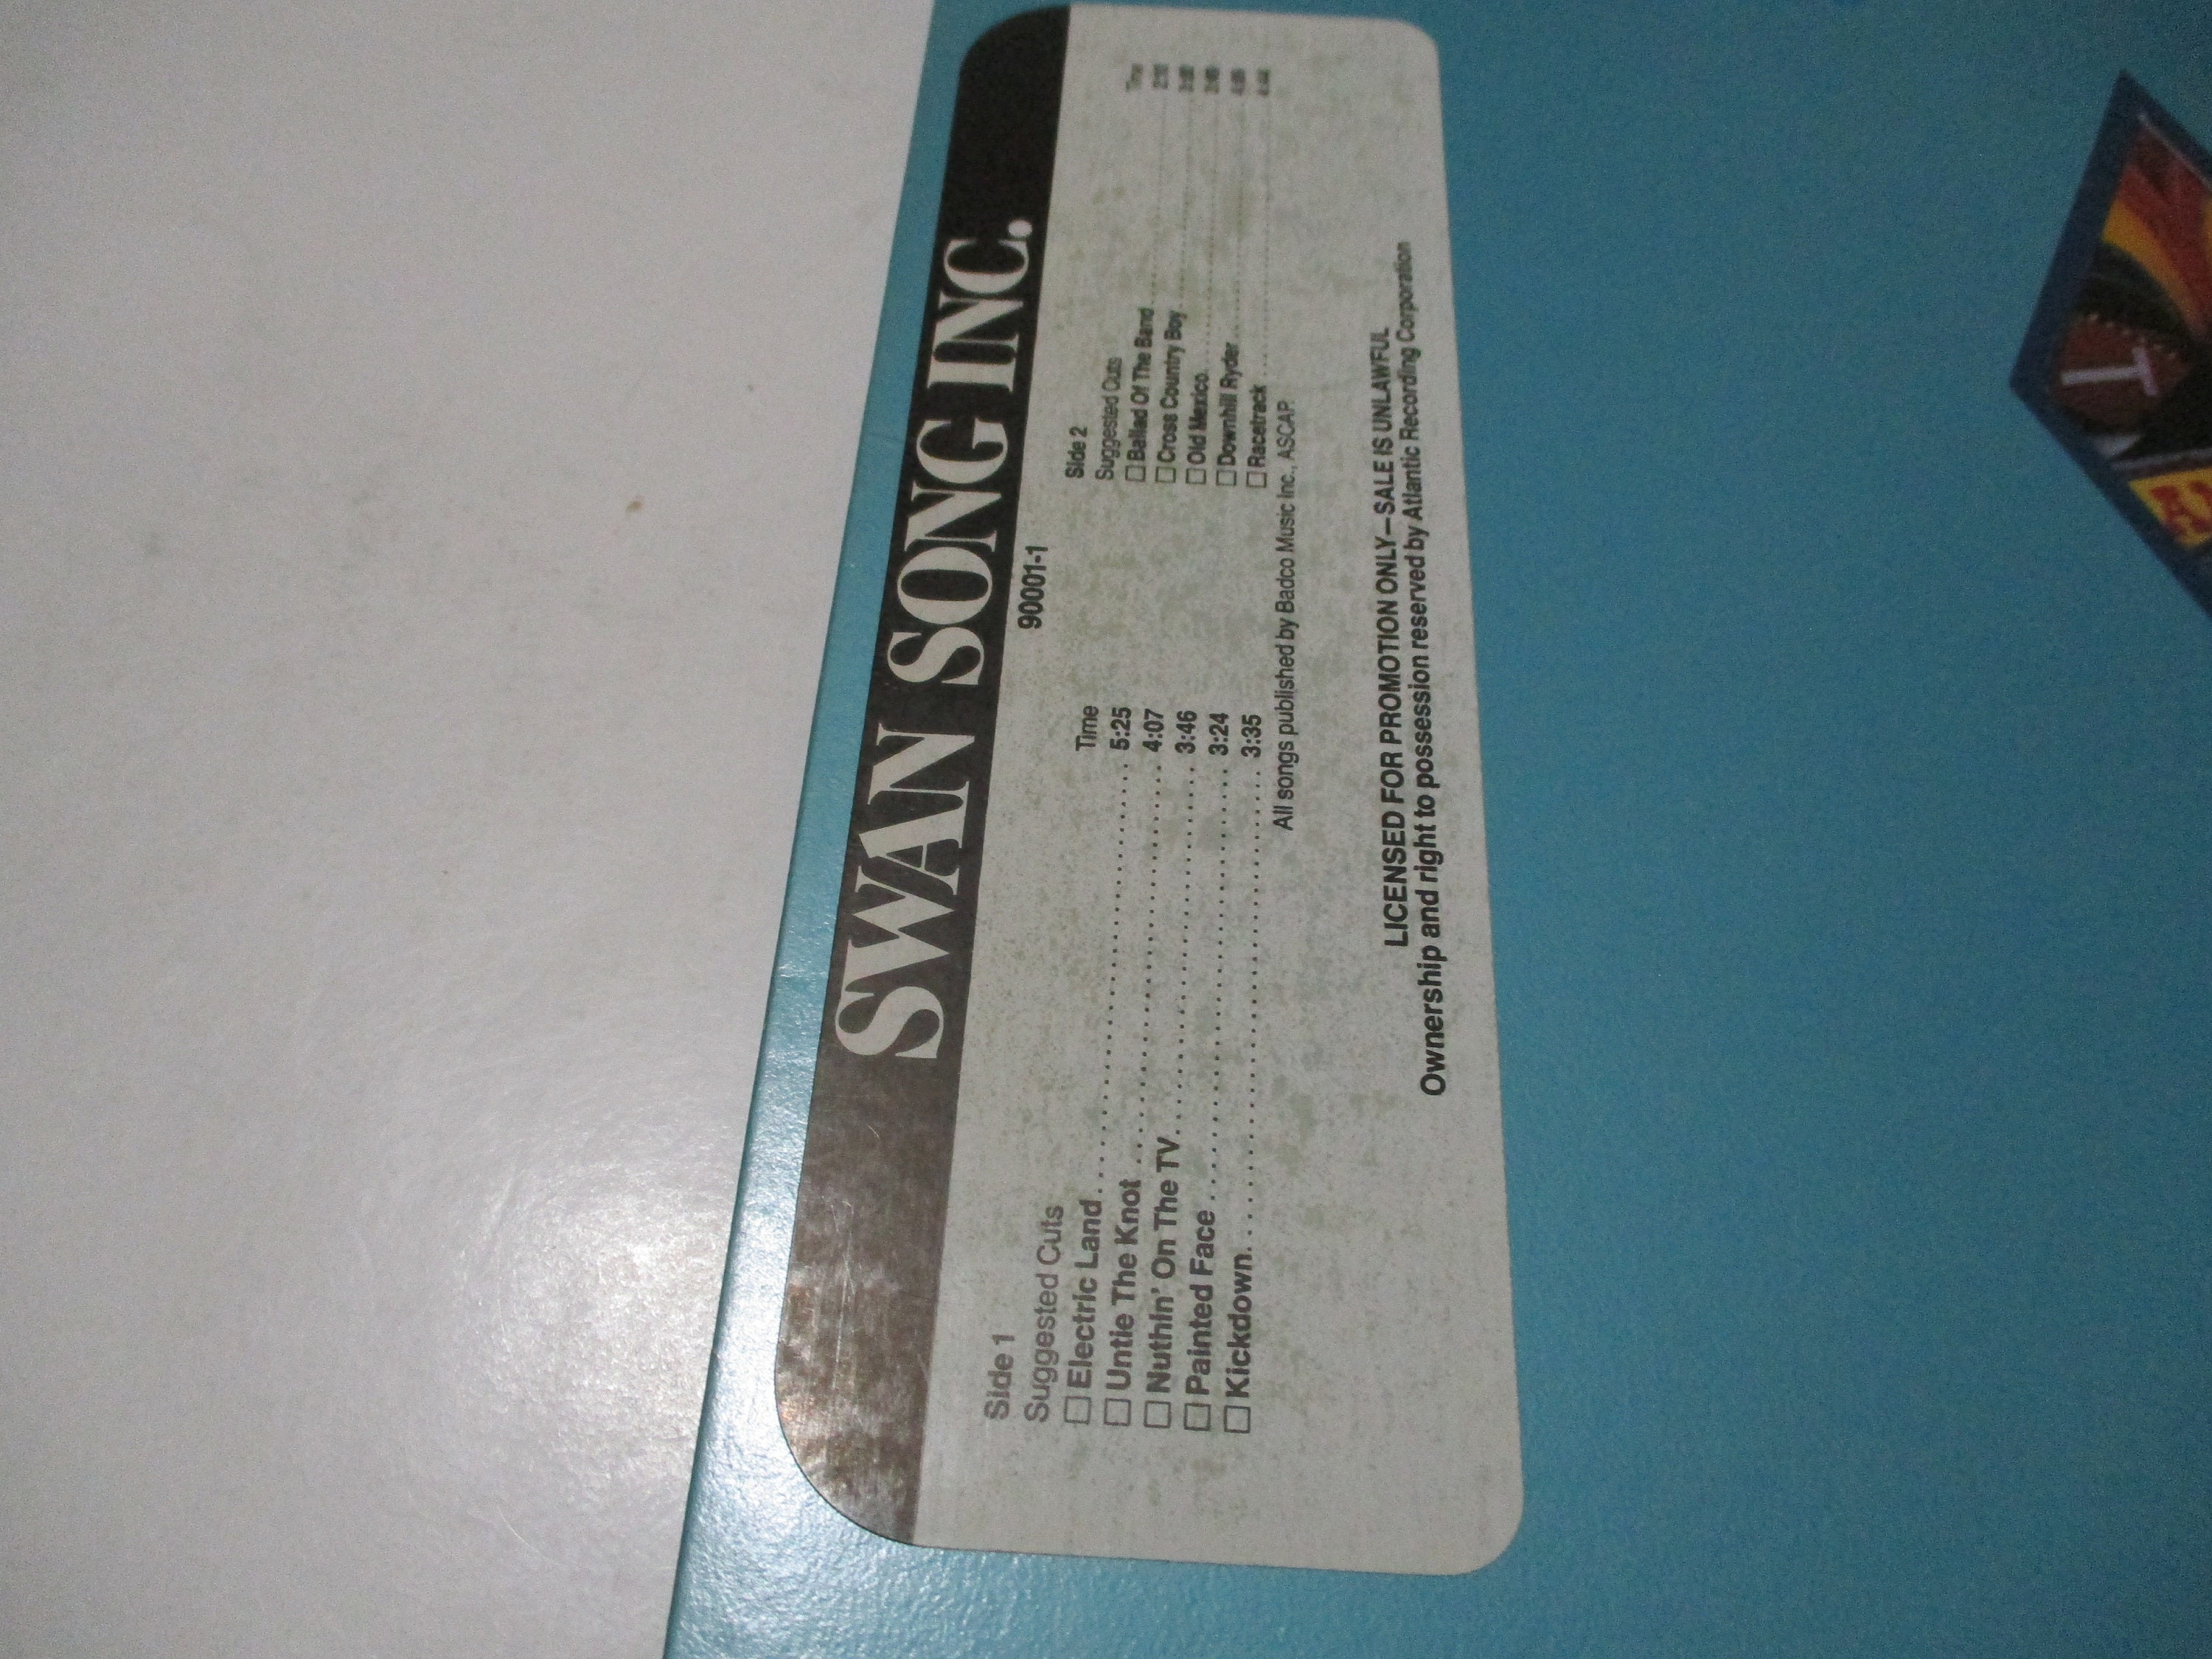 SWAN SONG INC.
90001-1
Side 1
Suggested Cuts Time
☐ Electric Land 5:25
☐ Untie The Knot 4:07
☐ Nuthin' On The TV 3:46
☐ Painted Face 3:24
☐ Kickdown 3:35
Side 2
Suggested Cuts Time
☐ Ballad Of The Band
☐ Cross Country Boy
☐ Old Mexico
☐ Downhill Ryder
☐ Racetrack
All songs published by Badco Music Inc., ASCAP.
LICENSED FOR PROMOTION ONLY—SALE IS UNLAWFUL
Ownership and right to possession reserved by Atlantic Recording Corporation